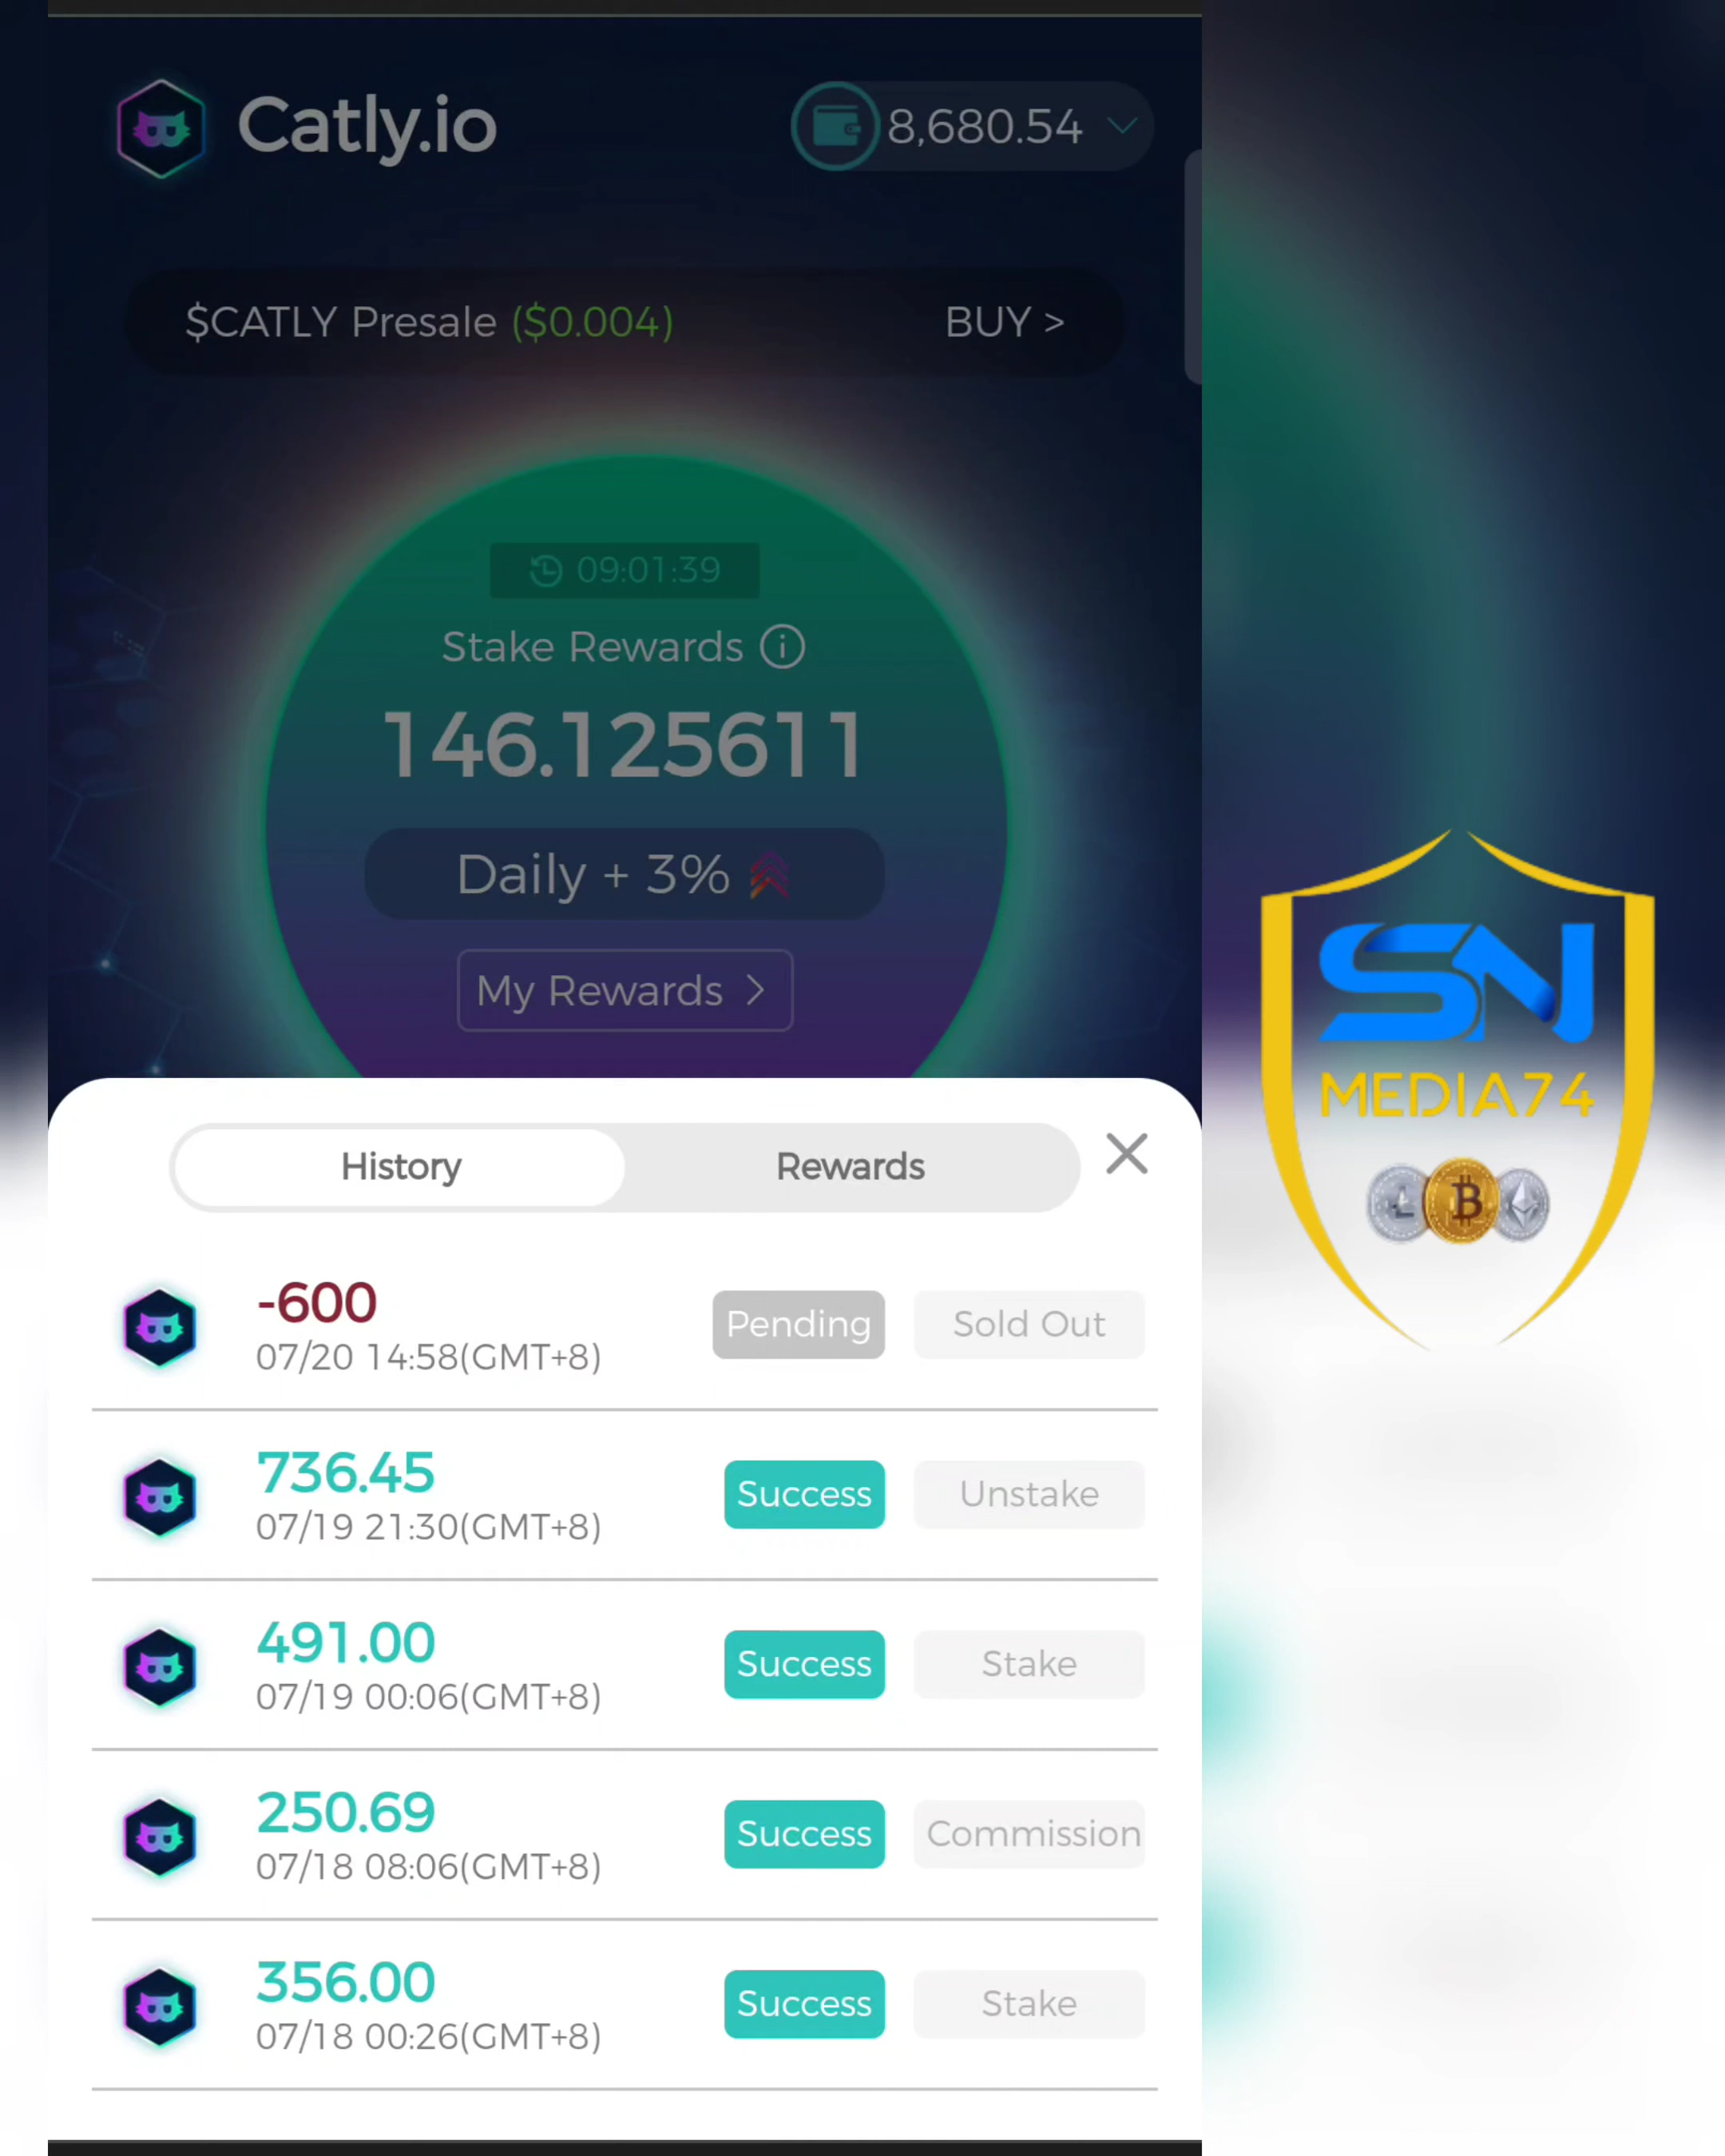 Catly.io
8,680.54
$CATLY Presale ($0.004)
BUY >
09:01:39
Stake Rewards
146.125611
Daily + 3%
My Rewards >
SN
MEDIA74
History
Rewards
-600
07/20 14:58(GMT+8)
Pending
Sold Out
736.45
07/19 21:30(GMT+8)
Success
Unstake
491.00
07/19 00:06(GMT+8)
Success
Stake
250.69
07/18 08:06(GMT+8)
Success
Commission
356.00
07/18 00:26(GMT+8)
Success
Stake